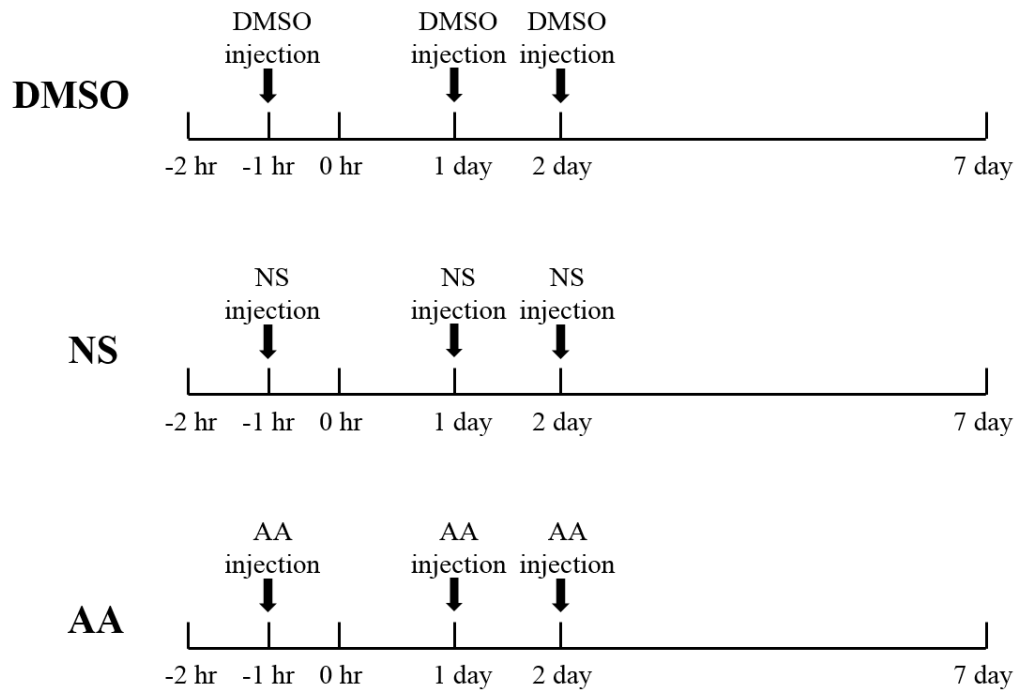 DMSO DMSO DMSO
injection injection injection
DMSO
-2 hr -1 hr 0 hr 1 day 2 day 7 day
NS NS NS
injection injection injection
NS
-2 hr -1 hr 0 hr 1 day 2 day 7 day
AA AA AA
injection injection injection
AA
-2 hr -1 hr 0 hr 1 day 2 day 7 day